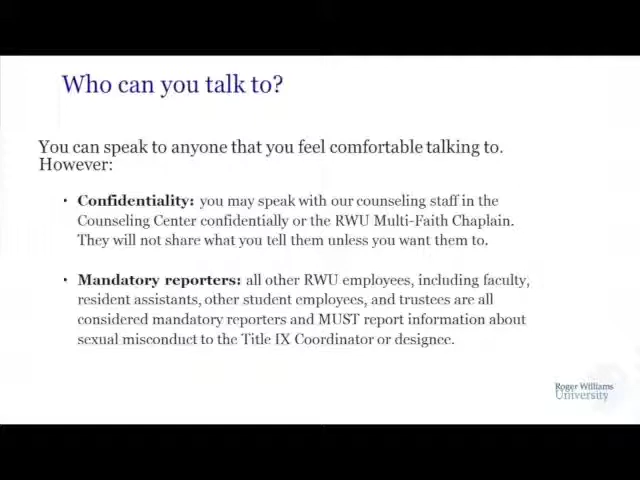 Who can you talk to?
You can speak to anyone that you feel comfortable talking to.
However:
• Confidentiality: you may speak with our counseling staff in the
Counseling Center confidentially or the RWU Multi-Faith Chaplain.
They will not share what you tell them unless you want them to.
• Mandatory reporters: all other RWU employees, including faculty,
resident assistants, other student employees, and trustees are all
considered mandatory reporters and MUST report information about
sexual misconduct to the Title IX Coordinator or designee.
Roger Williams
University